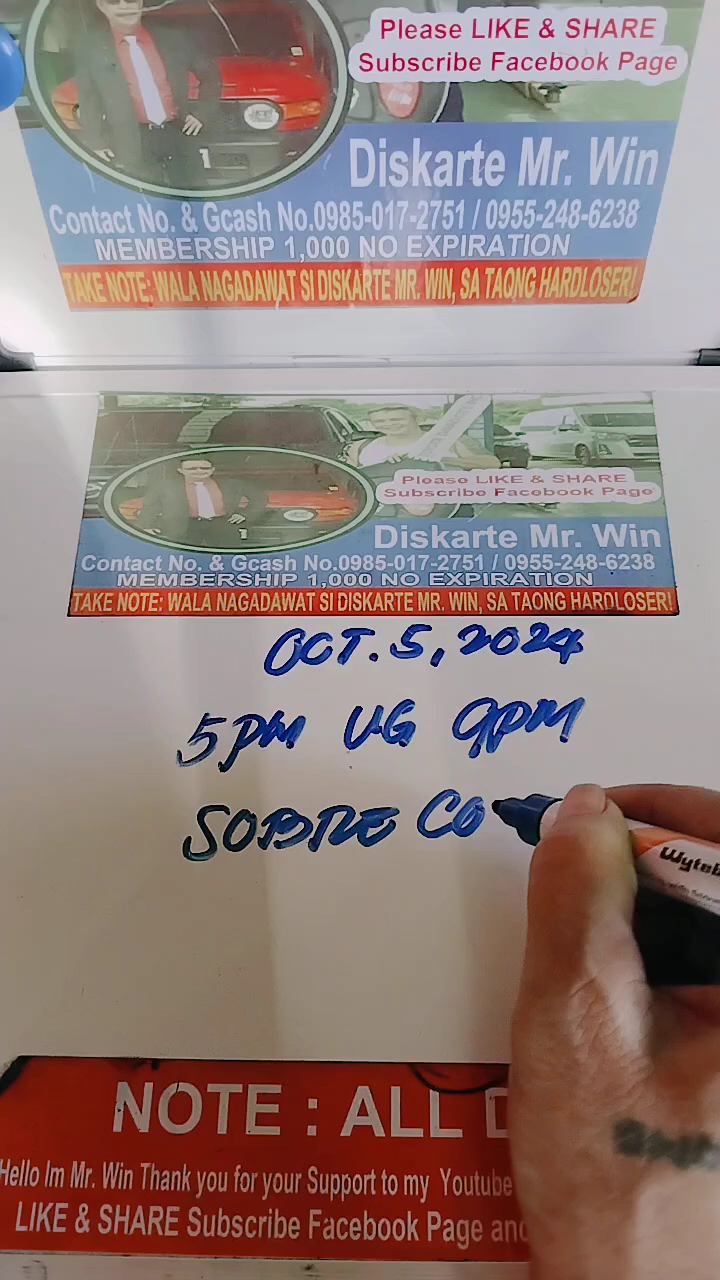 Please LIKE & SHARE
Subscribe Facebook Page
Diskarte Mr. Win
Contact No. & Gcash No.0985-017-2751 / 0955-248-6238
MEMBERSHIP 1,000 NO EXPIRATION
TAKE NOTE: WALA NAGADAWAT SI DISKARTE MR. WIN, SA TAONG HARDLOSER!
Please LIKE & SHARE
Subscribe Facebook Page
Diskarte Mr. Win
Contact No. & Gcash No.0985-017-2751 / 0955-248-6238
MEMBERSHIP 1,000 NO EXPIRATION
TAKE NOTE: WALA NAGADAWAT SI DISKARTE MR. WIN, SA TAONG HARDLOSER!
OCT. 5, 2024
5PM UG 9PM
SOBRE CO
Wyteb
NOTE : ALL D
Hello Im Mr. Win Thank you for your Support to my Youtube
LIKE & SHARE Subscribe Facebook Page and